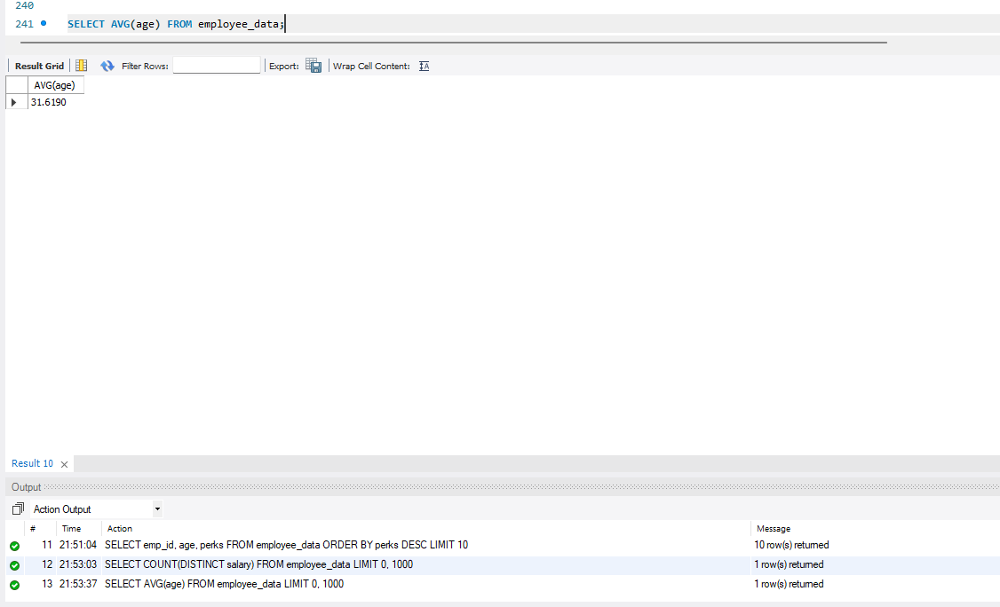 240
241 SELECT AVG(age) FROM employee_data;
Result Grid Filter Rows: Export: Wrap Cell Content: IA
AVG(age)
31.6190
Result 10 ×
Output
Action Output
# Time Action Message
11 21:51:04 SELECT emp_id, age, perks FROM employee_data ORDER BY perks DESC LIMIT 10 10 row(s) returned
12 21:53:03 SELECT COUNT(DISTINCT salary) FROM employee_data LIMIT 0, 1000 1 row(s) returned
13 21:53:37 SELECT AVG(age) FROM employee_data LIMIT 0, 1000 1 row(s) returned